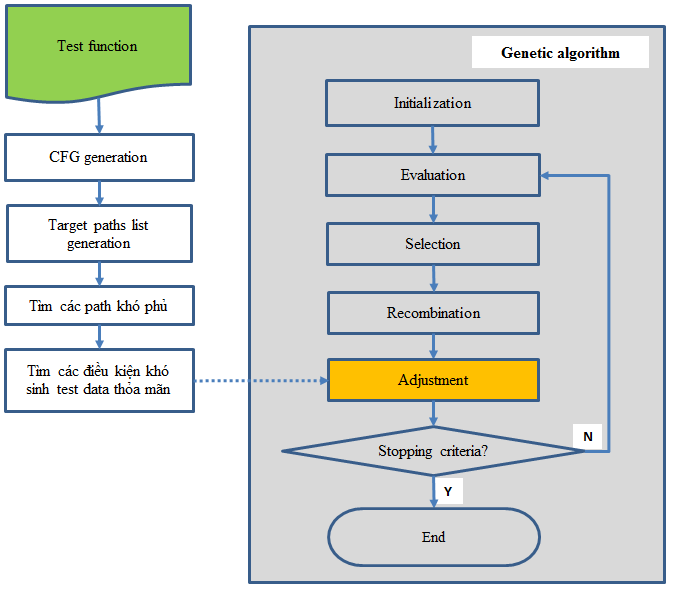 Test function
CFG generation
Target paths list
generation
Tìm các path khó phủ
Tìm các điều kiện khó
sinh test data thỏa mãn
Genetic algorithm
Initialization
Evaluation
Selection
Recombination
Adjustment
Stopping criteria?
N
Y
End